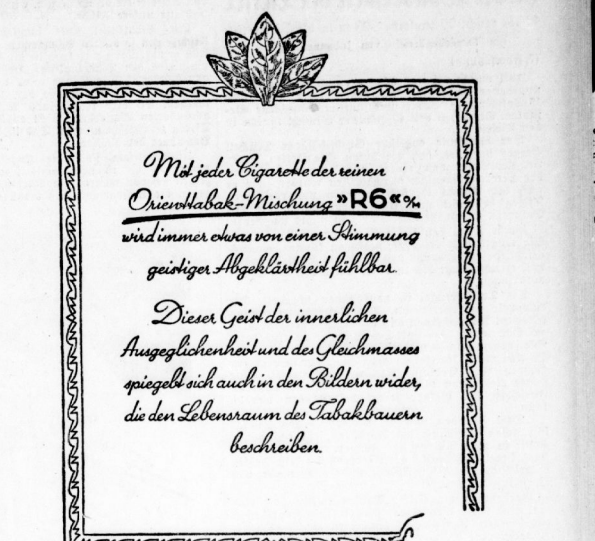 Mit jeder Cigarette der reinen
Orienttabak-Mischung »R6« o/m
wird immer etwas von einer Stimmung
geistiger Abgeklärtheit fühlbar.
Dieser Geist der innerlichen
Ausgeglichenheit und des Gleichmasses
spiegelt sich auch in den Bildern wider,
die den Lebensraum des Tabakbauern
beschreiben.